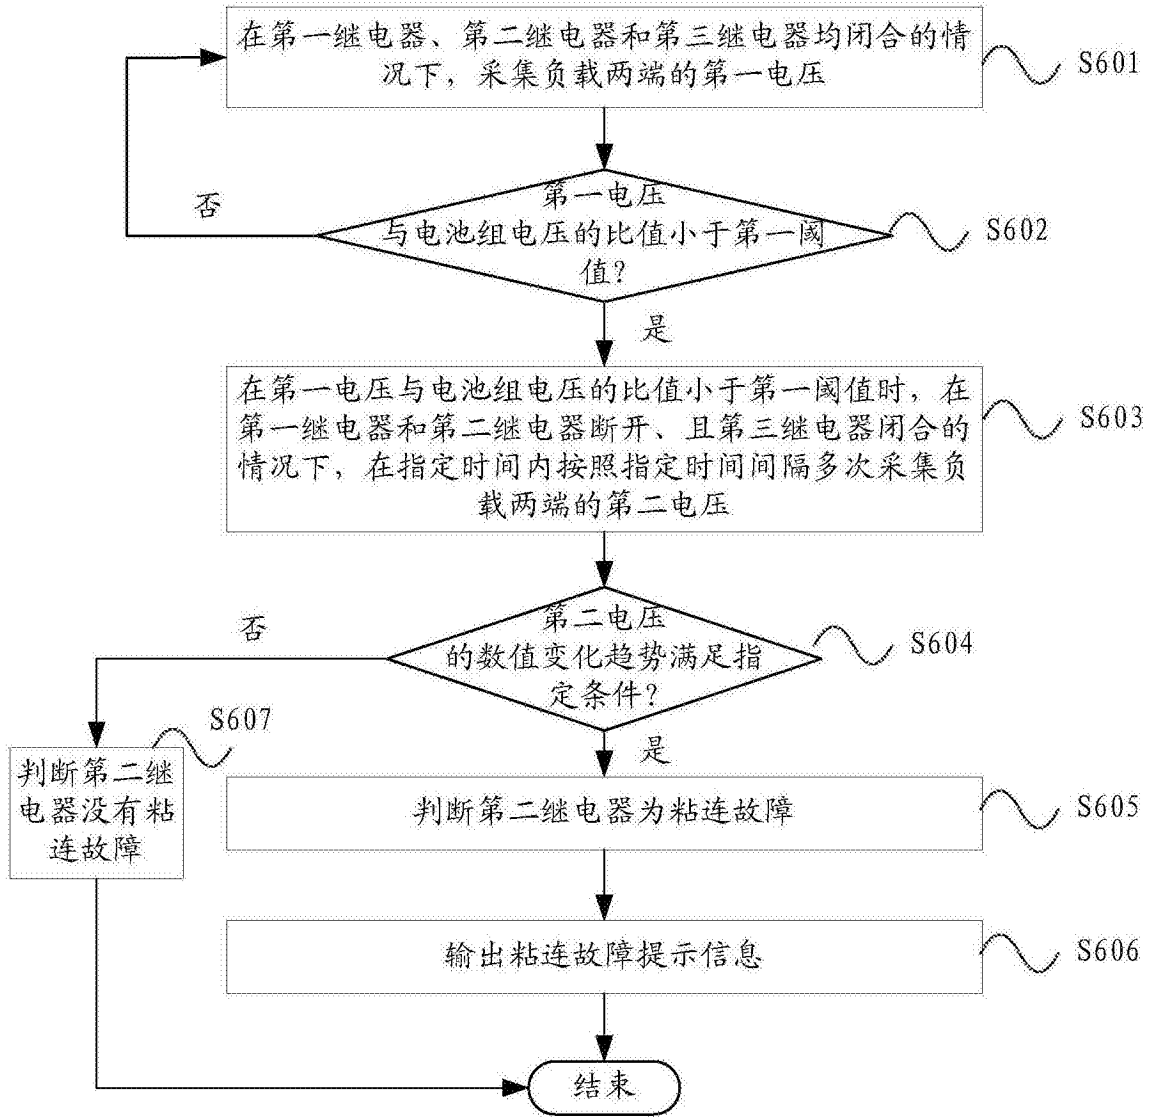 在第一继电器、第二继电器和第三继电器均闭合的情
况下，采集负载两端的第一电压
S601
第一电压
与电池组电压的比值小于第一阈
值？
S602
否
是
在第一电压与电池组电压的比值小于第一阈值时，在
第一继电器和第二继电器断开、且第三继电器闭合的
情况下，在指定时间内按照指定时间间隔多次采集负
载两端的第二电压
S603
第二电压
的数值变化趋势满足指
定条件？
S604
否
是
S607
判断第二继
电器没有粘
连故障
判断第二继电器为粘连故障
S605
输出粘连故障提示信息
S606
结束